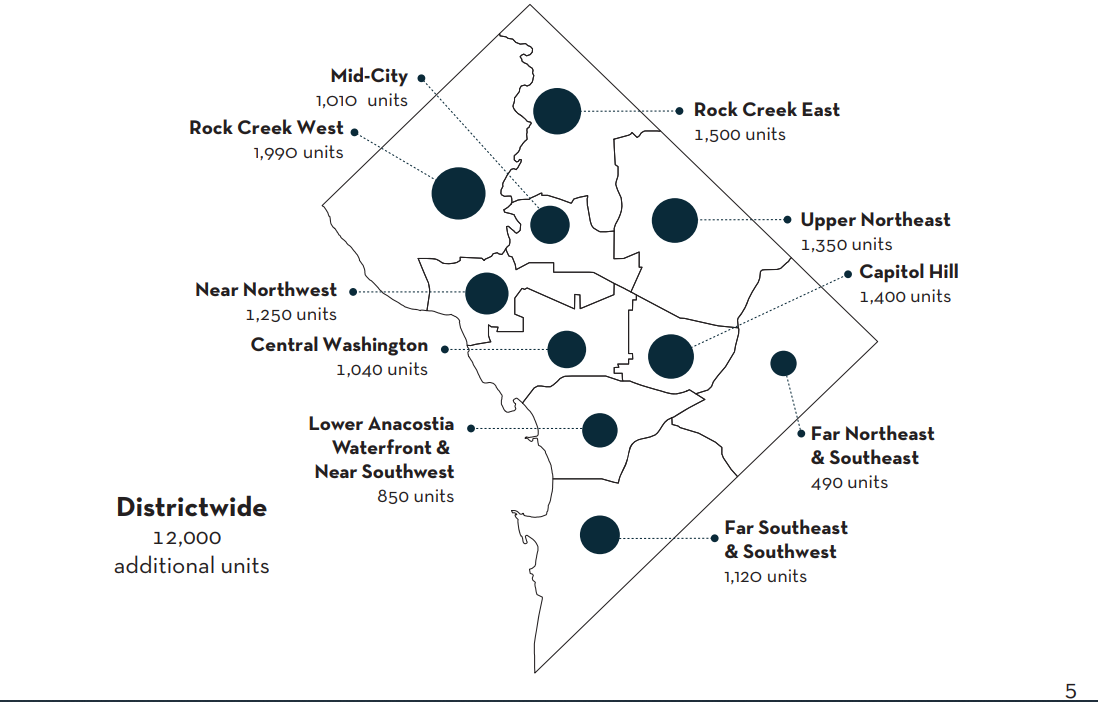 Mid-City
1,010 units
Rock Creek West
1,990 units
Rock Creek East
1,500 units
Upper Northeast
1,350 units
Capitol Hill
1,400 units
Near Northwest
1,250 units
Central Washington
1,040 units
Lower Anacostia
Waterfront &
Near Southwest
850 units
Far Northeast
& Southeast
490 units
Districtwide
12,000
additional units
Far Southeast
& Southwest
1,120 units
5